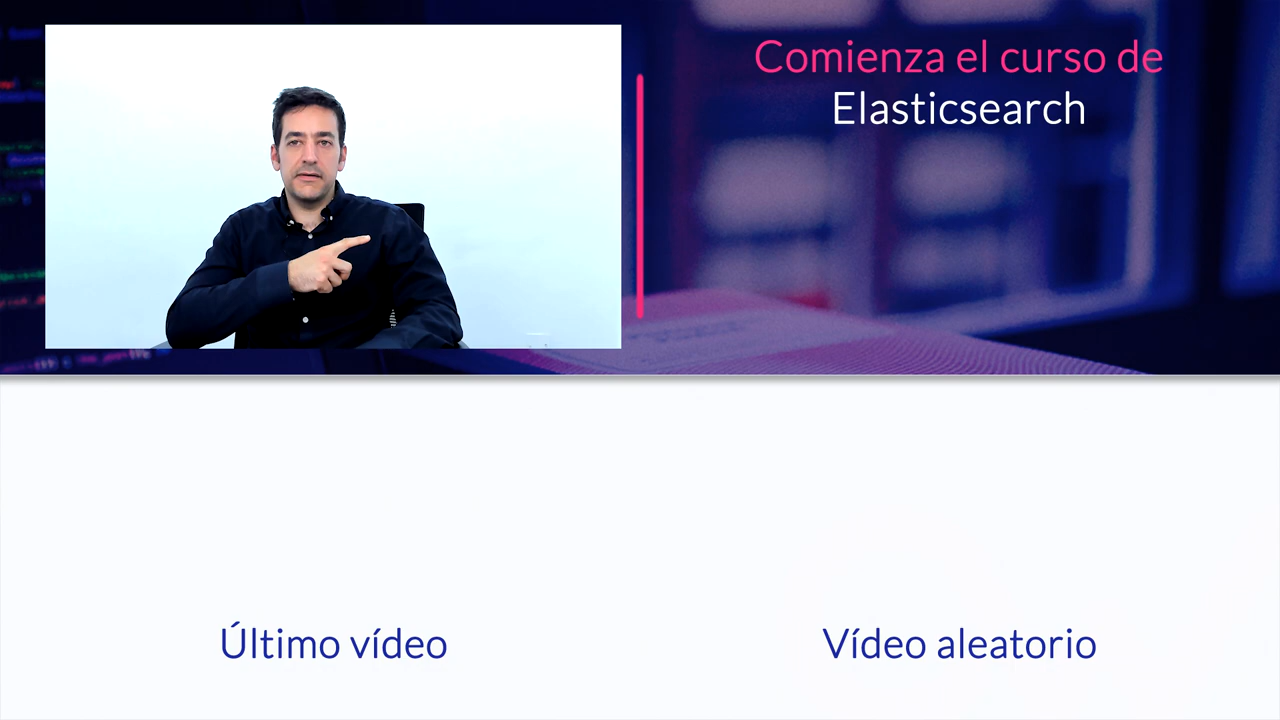 Comienza el curso de
Elasticsearch
Último vídeo
Vídeo aleatorio